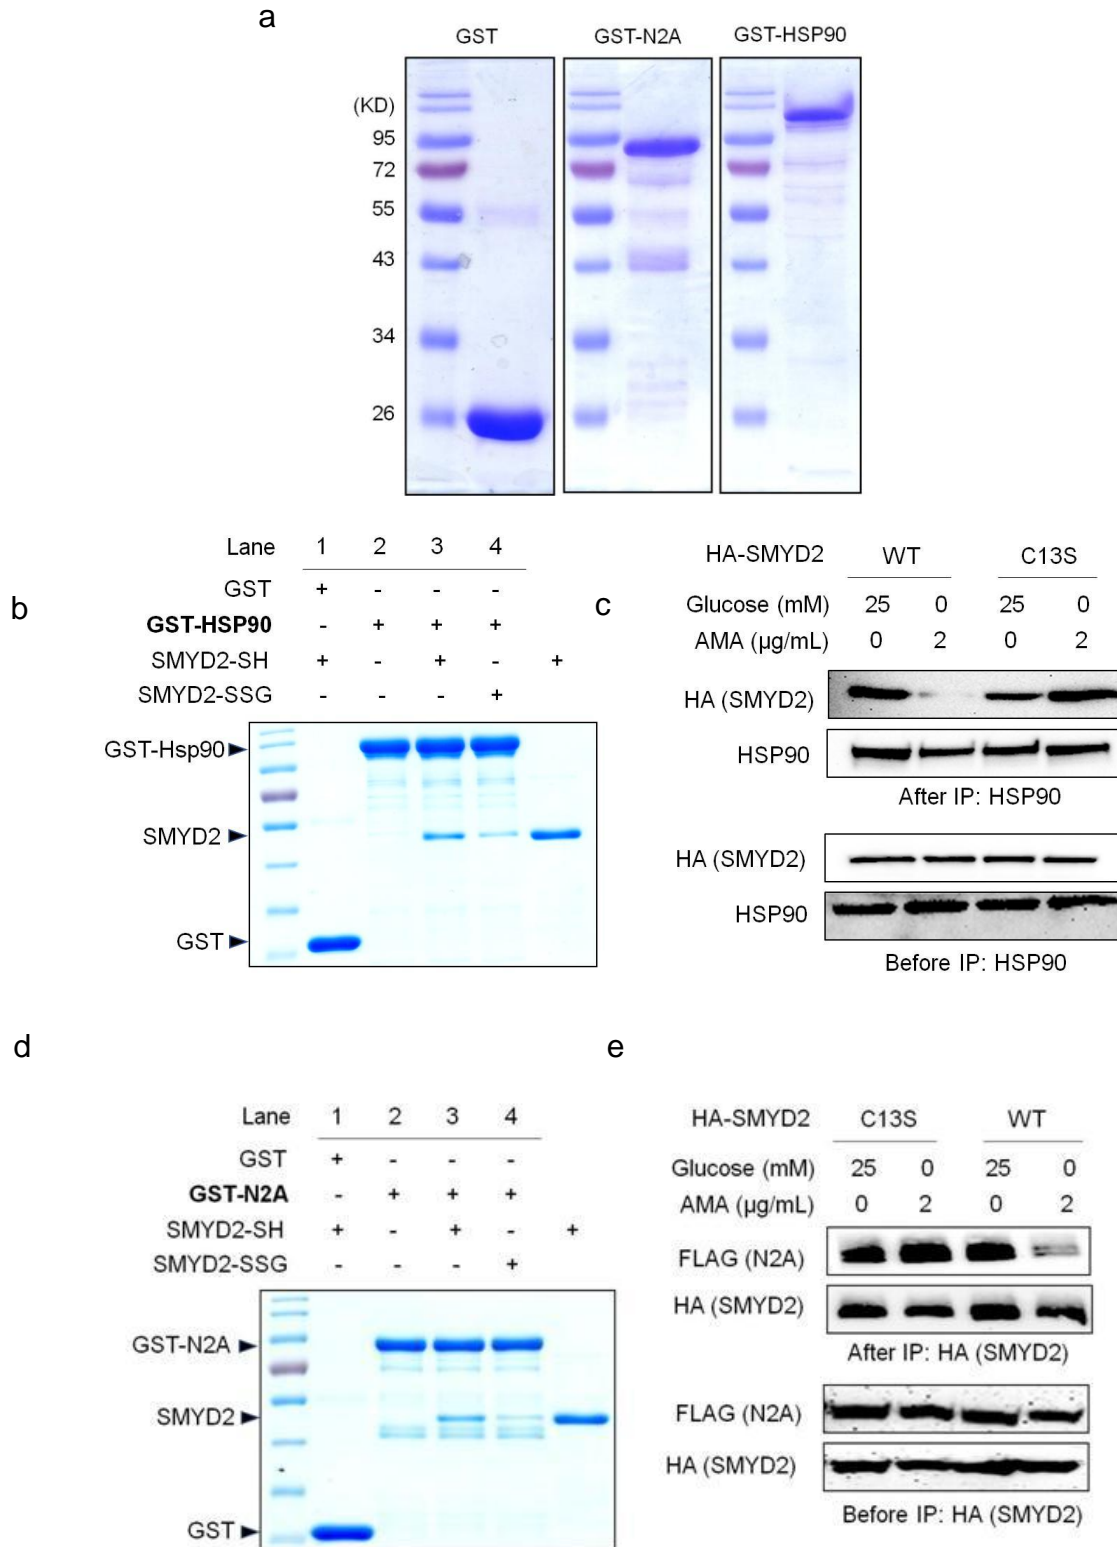 a
GST GST-N2A GST-HSP90
(KD)
95
72
55
43
34
26
b
Lane 1 2 3 4
GST + - - -
GST-HSP90 - + + +
SMYD2-SH + - + - +
SMYD2-SSG - - - +
GST-Hsp90
SMYD2
GST
c
HA-SMYD2 WT C13S
Glucose (mM) 25 0 25 0
AMA (µg/mL) 0 2 0 2
HA (SMYD2)
HSP90
After IP: HSP90
HA (SMYD2)
HSP90
Before IP: HSP90
d
Lane 1 2 3 4
GST + - - -
GST-N2A - + + +
SMYD2-SH + - + - +
SMYD2-SSG - - - +
GST-N2A
SMYD2
GST
e
HA-SMYD2 C13S WT
Glucose (mM) 25 0 25 0
AMA (µg/mL) 0 2 0 2
FLAG (N2A)
HA (SMYD2)
After IP: HA (SMYD2)
FLAG (N2A)
HA (SMYD2)
Before IP: HA (SMYD2)